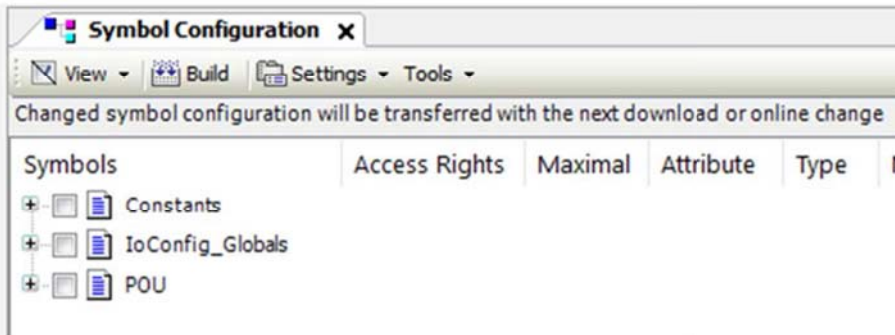 Symbol Configuration
View Build Settings Tools
Changed symbol configuration will be transferred with the next download or online change
Symbols Access Rights Maximal Attribute Type
Constants
IoConfig_Globals
POU